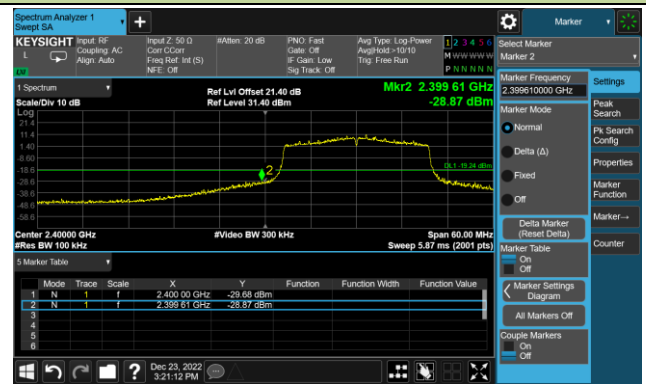 Spectrum Analyzer 1
Swept SA
Marker
KEYSIGHT
L
Input: RF
Coupling: AC
Align: Auto
Input Z: 50 Ω
Corr CCorr
Freq Ref: Int (S)
NFE: Off
#Atten: 20 dB
PNO: Fast
Gate: Off
IF Gain: Low
Sig Track: Off
Avg Type: Log-Power
Avg|Hold:>10/10
Trig: Free Run
1 2 3 4 5 6
M W W W W W
P N N N N N
Select Marker
Marker 2
Marker Frequency
2.399610000 GHz
Settings
1 Spectrum
Ref Lvl Offset 21.40 dB
Mkr2 2.399 61 GHz
Scale/Div 10 dB
Ref Level 31.40 dBm
-28.87 dBm
Log
21.4
11.4
1.40
-8.60
-18.6
-28.6
-38.6
-48.6
-58.6
2
DL1 -19.24 dBm
Marker Mode
Normal
Delta (Δ)
Fixed
Off
Peak
Search
Pk Search
Config
Properties
Marker
Function
Marker→
Counter
Center 2.40000 GHz
#Video BW 300 kHz
Span 60.00 MHz
#Res BW 100 kHz
Sweep 5.87 ms (2001 pts)
Delta Marker
(Reset Delta)
Marker Table
On
Off
Marker Settings
Diagram
All Markers Off
Couple Markers
On
Off
5 Marker Table
Mode Trace Scale X Y Function Function Width Function Value
1 N 1 f 2.400 00 GHz -29.68 dBm
2 N 1 f 2.399 61 GHz -28.87 dBm
3
4
5
6
Dec 23, 2022
3:21:12 PM